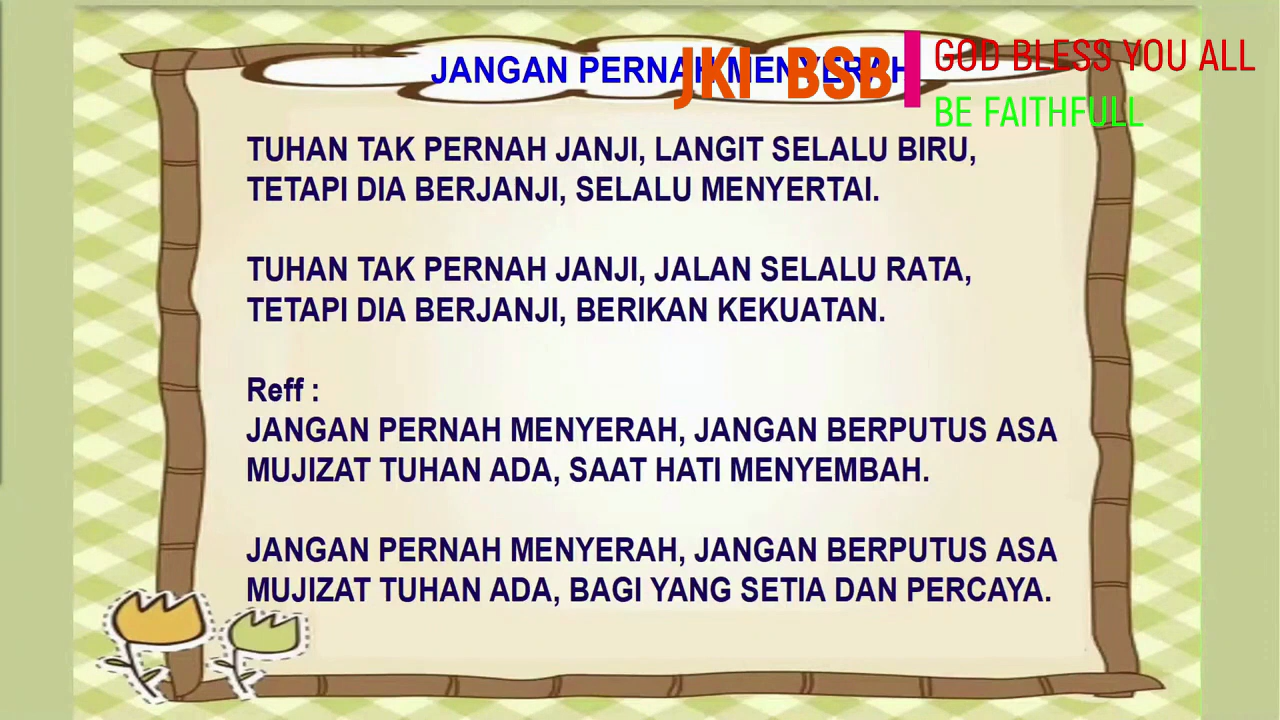 JANGAN PERNAH MENYERAH
JKI BSB
GOD BLESS YOU ALL
BE FAITHFULL
TUHAN TAK PERNAH JANJI, LANGIT SELALU BIRU,
TETAPI DIA BERJANJI, SELALU MENYERTAI.
TUHAN TAK PERNAH JANJI, JALAN SELALU RATA,
TETAPI DIA BERJANJI, BERIKAN KEKUATAN.
Reff :
JANGAN PERNAH MENYERAH, JANGAN BERPUTUS ASA
MUJIZAT TUHAN ADA, SAAT HATI MENYEMBAH.
JANGAN PERNAH MENYERAH, JANGAN BERPUTUS ASA
MUJIZAT TUHAN ADA, BAGI YANG SETIA DAN PERCAYA.